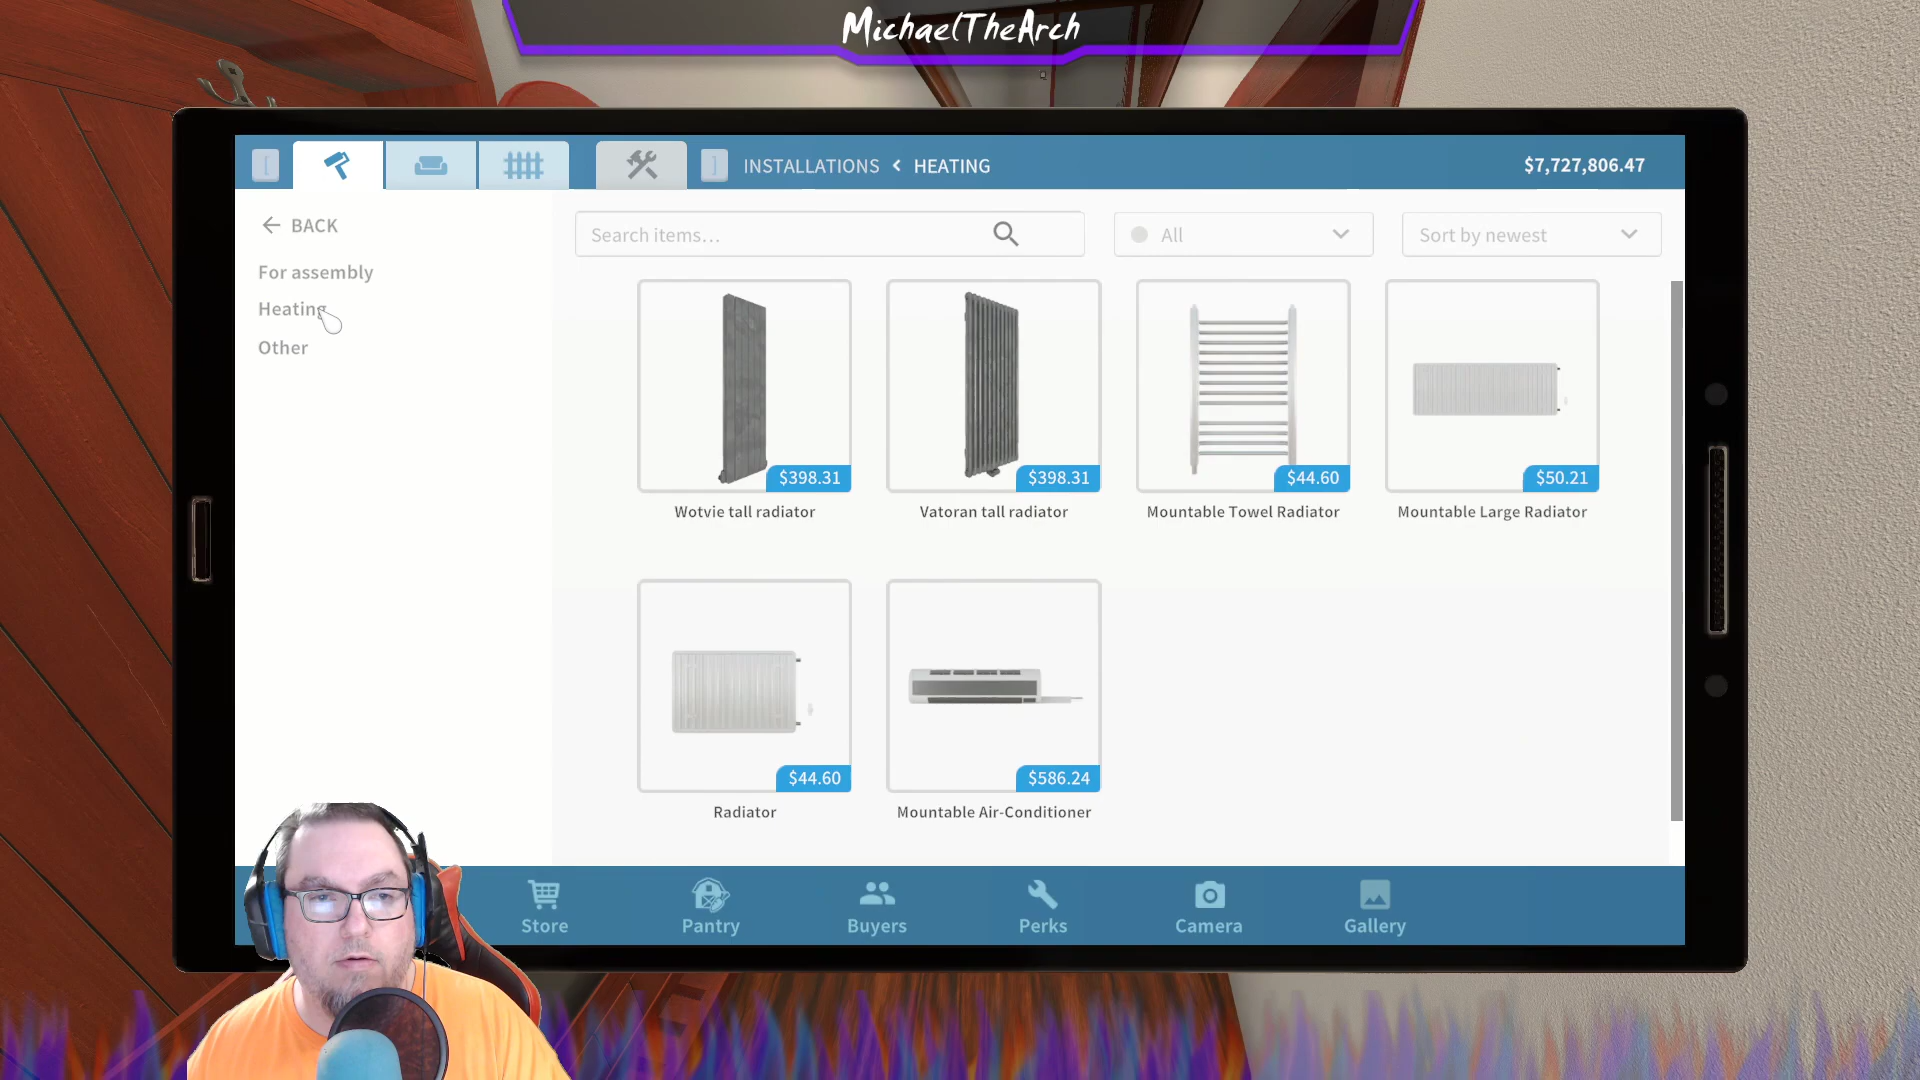 MichaelTheArch
[
]
INSTALLATIONS < HEATING
$7,727,806.47
BACK
Search items...
All
Sort by newest
For assembly
Heating
Other
$398.31
$398.31
$44.60
$50.21
Wotvie tall radiator
Vatoran tall radiator
Mountable Towel Radiator
Mountable Large Radiator
$44.60
$586.24
Radiator
Mountable Air-Conditioner
Store
Pantry
Buyers
Perks
Camera
Gallery